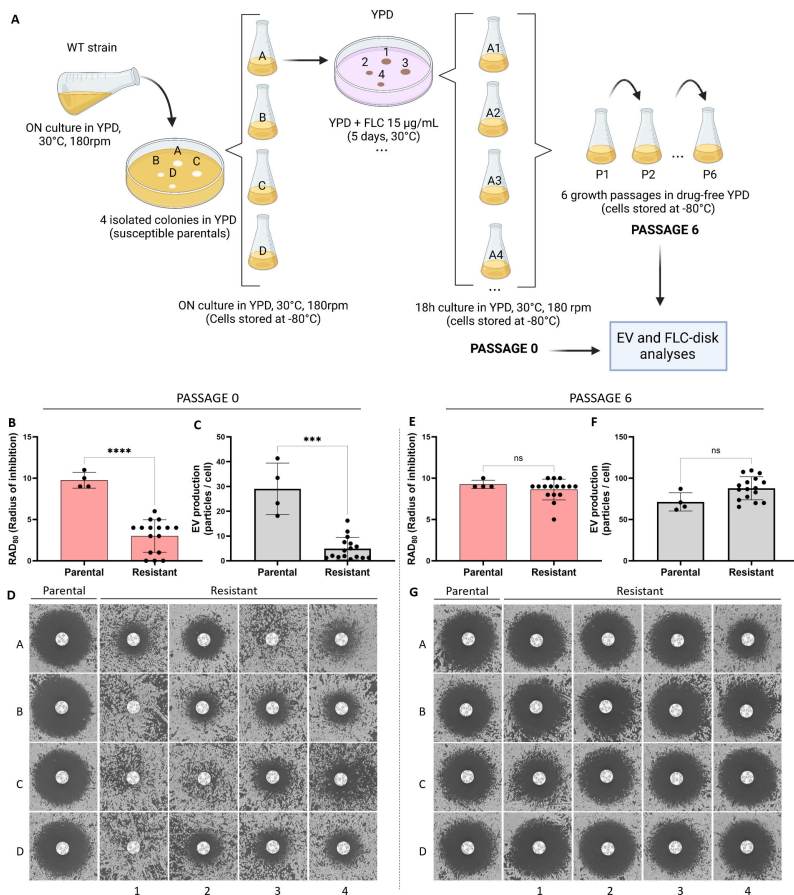 A
WT strain
ON culture in YPD,
30°C, 180rpm
A
B
C
D
4 isolated colonies in YPD
(susceptible parentals)
A
B
C
D
ON culture in YPD, 30°C, 180rpm
(Cells stored at -80°C)
YPD
1
2
3
4
YPD + FLC 15 µg/mL
(5 days, 30°C)
...
A1
A2
A3
A4
...
18h culture in YPD, 30°C, 180 rpm
(cells stored at -80°C)
PASSAGE 0
P1
P2
...
P6
6 growth passages in drug-free YPD
(cells stored at -80°C)
PASSAGE 6
EV and FLC-disk
analyses
PASSAGE 0
B
RAD80 (Radius of inhibition)
15
10
5
0
****
Parental
Resistant
C
EV production
(particles / cell)
50
40
30
20
10
0
***
Parental
Resistant
PASSAGE 6
E
RAD80 (Radius of inhibition)
15
10
5
0
ns
Parental
Resistant
F
EV production
(particles / cell)
150
100
50
0
ns
Parental
Resistant
D
Parental
Resistant
A
B
C
D
1
2
3
4
G
Parental
Resistant
A
B
C
D
1
2
3
4